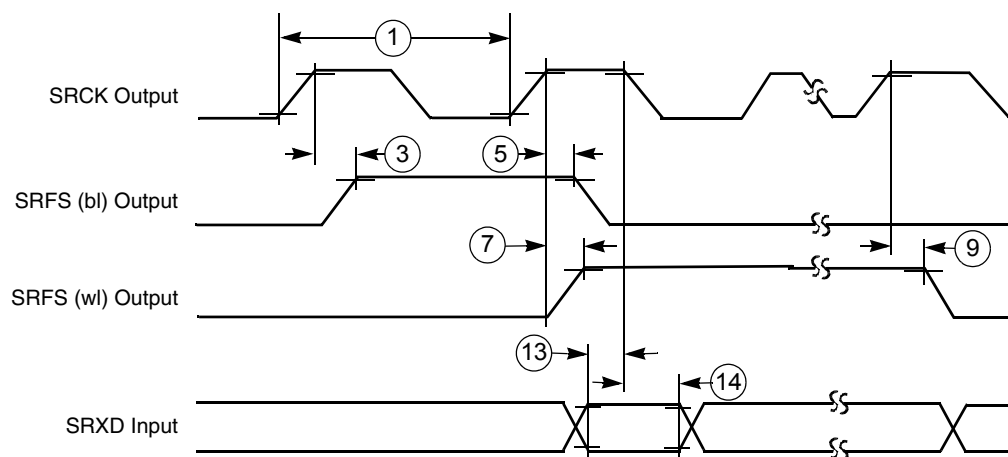 1
SRCK Output
3
5
SRFS (bl) Output
7
9
SRFS (wl) Output
13
14
SRXD Input